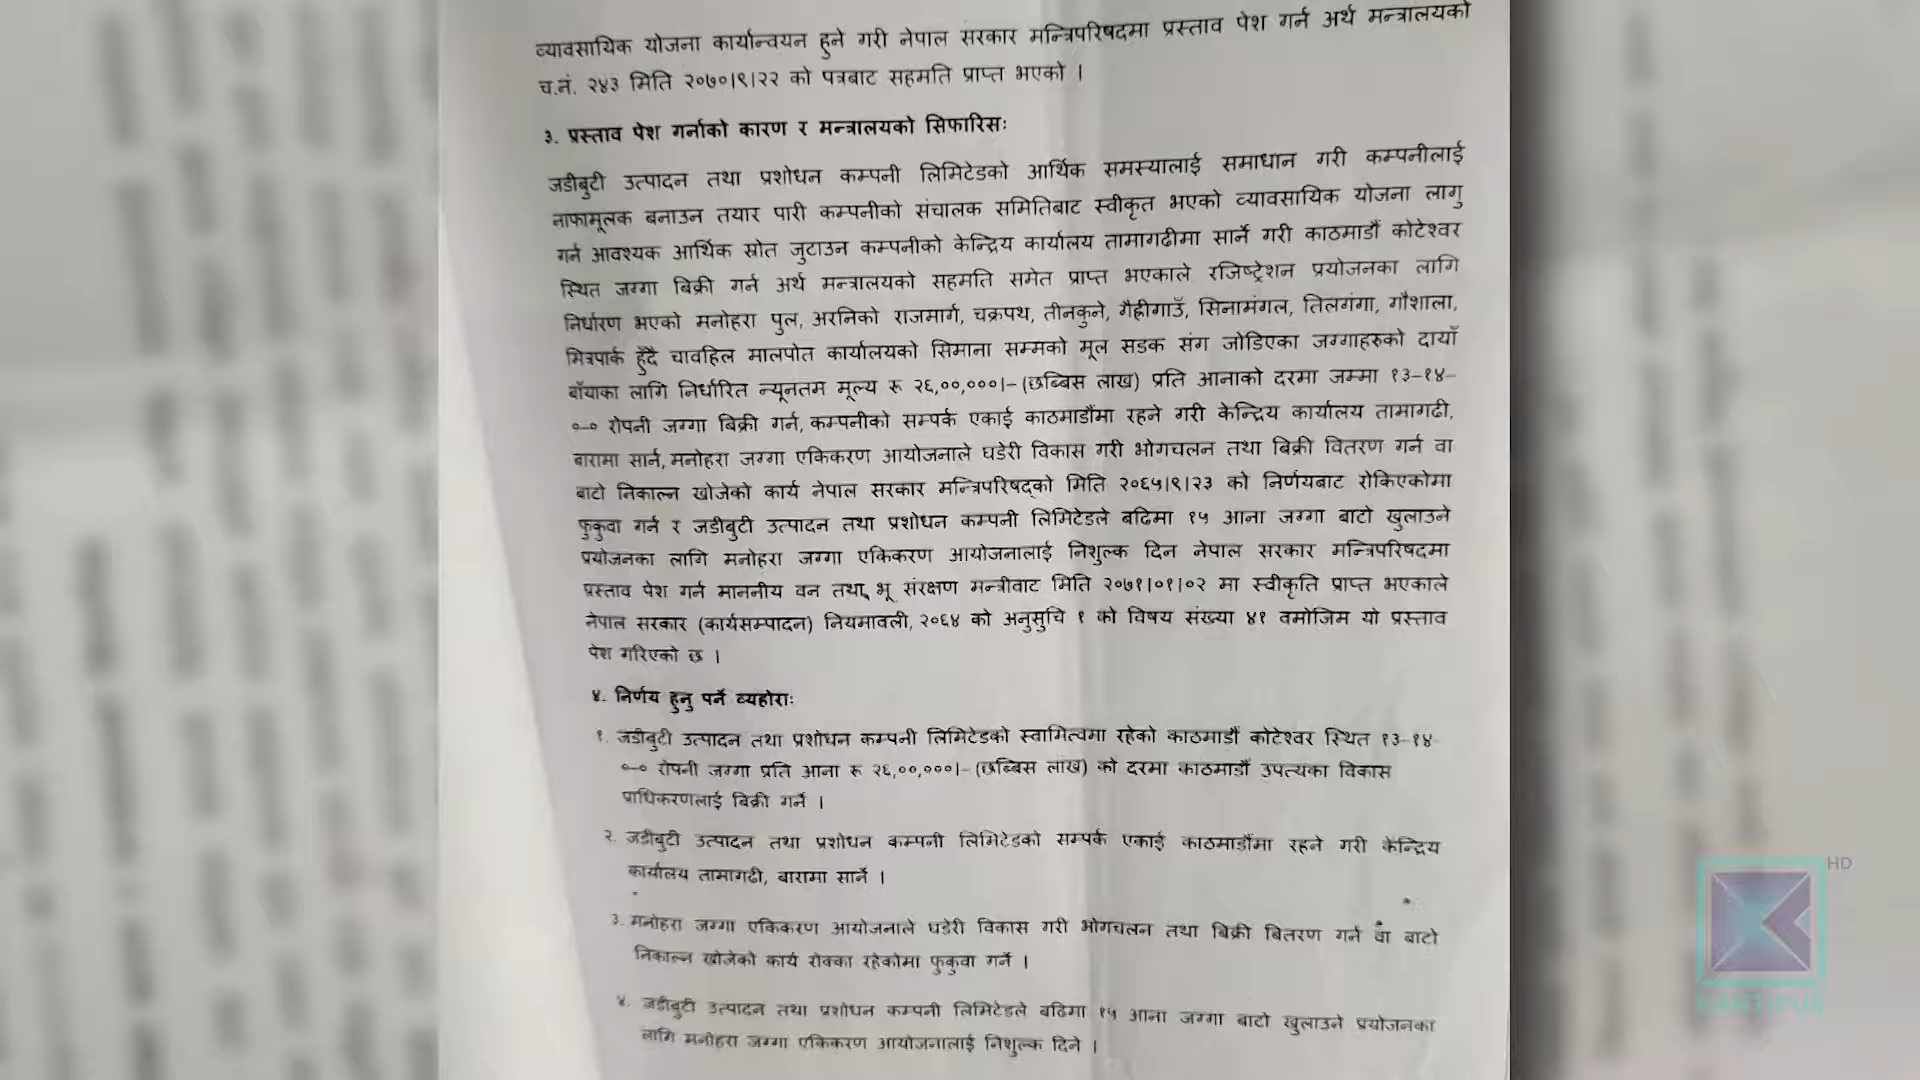 व्यावसायिक योजना कार्यान्वयन हुने गरी नेपाल सरकार मन्त्रिपरिषदमा प्रस्ताव पेश गर्न अर्थ मन्त्रालयको
च.नं. २४३ मिति २०७०।९।२२ को पत्रबाट सहमति प्राप्त भएको ।
३. प्रस्ताव पेश गर्नाको कारण र मन्त्रालयको सिफारिसः
जडीबुटी उत्पादन तथा प्रशोधन कम्पनी लिमिटेडको आर्थिक समस्यालाई समाधान गरी कम्पनीलाई
नाफामूलक बनाउन तयार पारी कम्पनीको संचालक समितिबाट स्वीकृत भएको व्यावसायिक योजना लागु
गर्न आवश्यक आर्थिक स्रोत जुटाउन कम्पनीको केन्द्रिय कार्यालय तामागढीमा सार्ने गरी काठमाडौं कोटेश्वर
स्थित जग्गा बिक्री गर्न अर्थ मन्त्रालयको सहमति समेत प्राप्त भएकाले रजिष्ट्रेशन प्रयोजनका लागि
निर्धारण भएको मनोहरा पुल, अरनिको राजमार्ग, चक्रपथ, तीनकुने, गैह्रीगाउँ, सिनामंगल, तिलगंगा, गौशाला,
मित्रपार्क हुँदै चावहिल मालपोत कार्यालयको सिमाना सम्मको मूल सडक संग जोडिएका जग्गाहरुको दायाँ
बाँयाका लागि निर्धारित न्यूनतम मूल्य रू २६,००,०००।– (छब्बिस लाख) प्रति आनाको दरमा जम्मा १३–१४–
०–० रोपनी जग्गा बिक्री गर्न, कम्पनीको सम्पर्क एकाई काठमाडौंमा रहने गरी केन्द्रिय कार्यालय तामागढी,
बारामा सार्न, मनोहरा जग्गा एकिकरण आयोजनाले घडेरी विकास गरी भोगचलन तथा बिक्री वितरण गर्न वा
बाटो निकाल्न खोजेको कार्य नेपाल सरकार मन्त्रिपरिषद्को मिति २०६५।९।२३ को निर्णयबाट रोकिएकोमा
फुकुवा गर्न र जडीबुटी उत्पादन तथा प्रशोधन कम्पनी लिमिटेडले बढिमा १५ आना जग्गा बाटो खुलाउने
प्रयोजनका लागि मनोहरा जग्गा एकिकरण आयोजनालाई निशुल्क दिन नेपाल सरकार मन्त्रिपरिषदमा
प्रस्ताव पेश गर्न माननीय वन तथा भू संरक्षण मन्त्रीवाट मिति २०७१।०१।०२ मा स्वीकृति प्राप्त भएकाले
नेपाल सरकार (कार्यसम्पादन) नियमावली, २०६४ को अनुसुचि १ को विषय संख्या ४१ वमोजिम यो प्रस्ताव
पेश गरिएको छ ।
४. निर्णय हुनु पर्ने व्यहोराः
१. जडीबुटी उत्पादन तथा प्रशोधन कम्पनी लिमिटेडको स्वामित्वमा रहेको काठमाडौं कोटेश्वर स्थित १३–१४
०–० रोपनी जग्गा प्रति आना रू २६,००,०००।– (छब्बिस लाख) को दरमा काठमाडौं उपत्यका विकास
प्राधिकरणलाई बिक्री गर्ने ।
२. जडीबुटी उत्पादन तथा प्रशोधन कम्पनी लिमिटेडको सम्पर्क एकाई काठमाडौंमा रहने गरी केन्द्रिय
कार्यालय तामागढी, बारामा सार्ने ।
३. मनोहरा जग्गा एकिकरण आयोजनाले घडेरी विकास गरी भोगचलन तथा बिक्री बितरण गर्न वा बाटो
निकाल्न खोजेको कार्य रोक्का रहेकोमा फुकुवा गर्ने ।
४. जडीबुटी उत्पादन तथा प्रशोधन कम्पनी लिमिटेडले बढिमा १५ आना जग्गा बाटो खुलाउने प्रयोजनका
लागि मनोहरा जग्गा एकिकरण आयोजनालाई निशुल्क दिने ।
HD
KANTIPUR